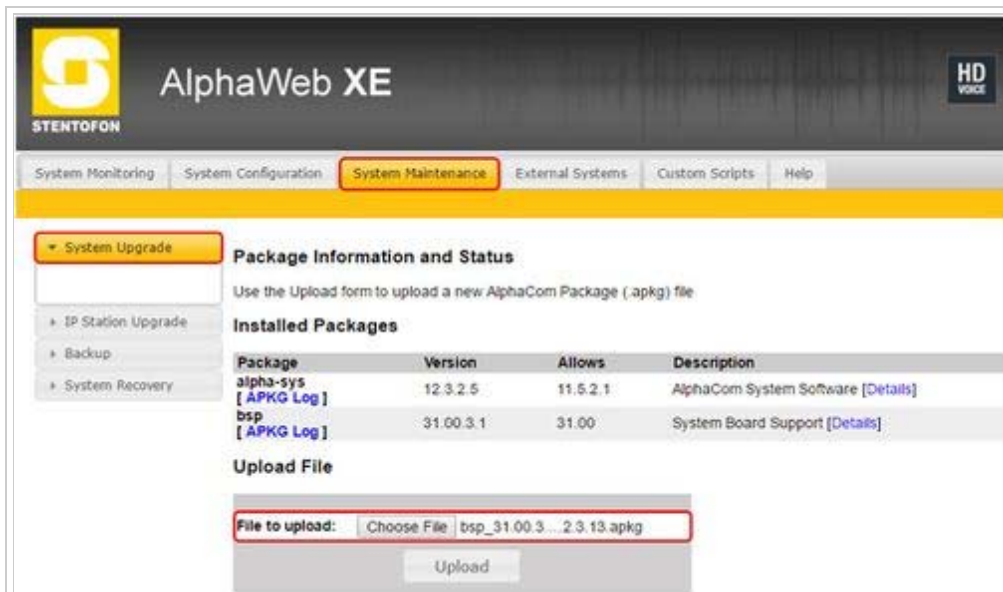 STENTOFON
AlphaWeb XE
HD
VOICE
System Monitoring System Configuration System Maintenance External Systems Custom Scripts Help
System Upgrade
IP Station Upgrade
Backup
System Recovery
Package Information and Status
Use the Upload form to upload a new AlphaCom Package (.apkg) file
Installed Packages
Package Version Allows Description
alpha-sys 12.3.2.5 11.5.2.1 AlphaCom System Software [Details]
[ APKG Log ]
bsp 31.00.3.1 31.00 System Board Support [Details]
[ APKG Log ]
Upload File
File to upload: Choose File bsp_31.00.3....2.3.13.apkg
Upload